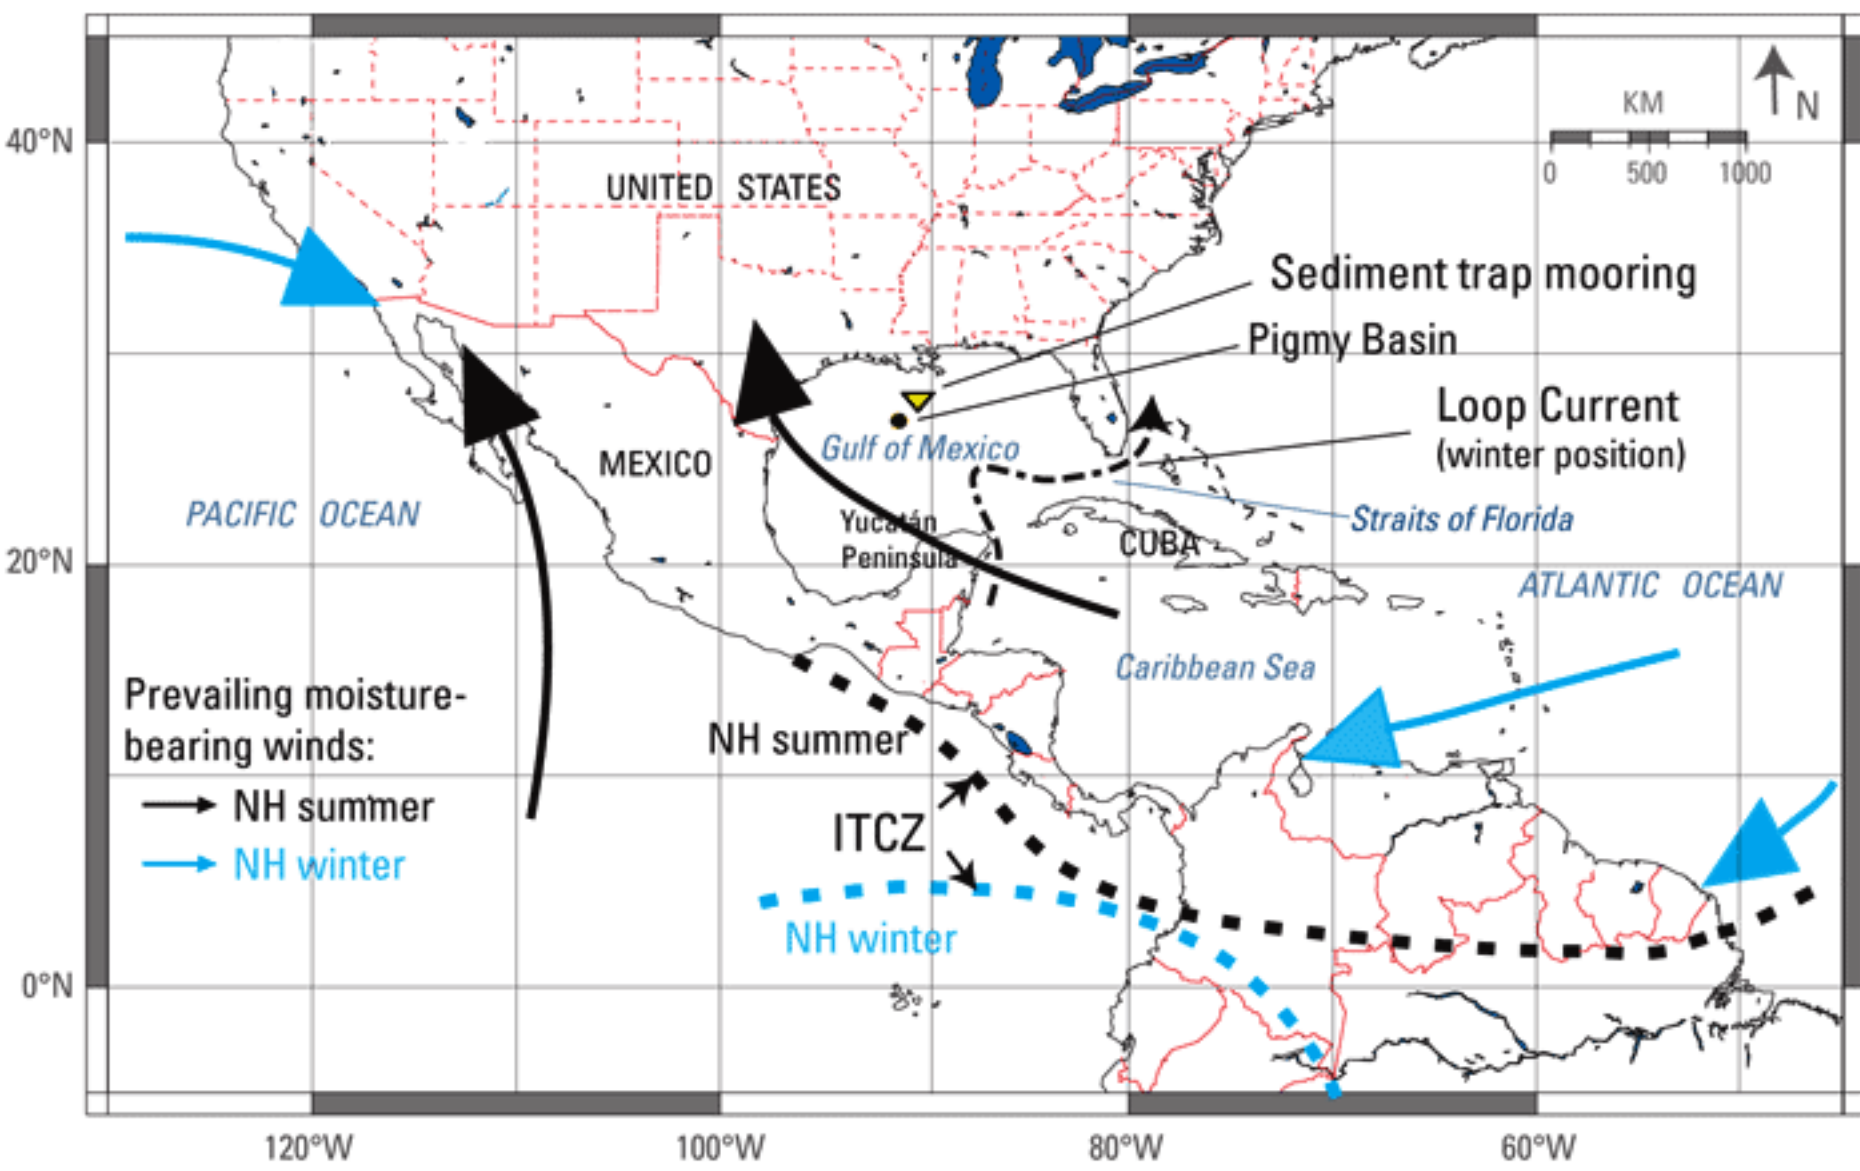 40°N
20°N
0°N
120°W
100°W
80°W
60°W
KM
0 500 1000
N
UNITED STATES
Sediment trap mooring
Pigmy Basin
Loop Current
(winter position)
Gulf of Mexico
MEXICO
PACIFIC OCEAN
Straits of Florida
Yucatán
Peninsula
CUBA
ATLANTIC OCEAN
Caribbean Sea
Prevailing moisture-
bearing winds:
NH summer
NH winter
NH summer
ITCZ
NH winter